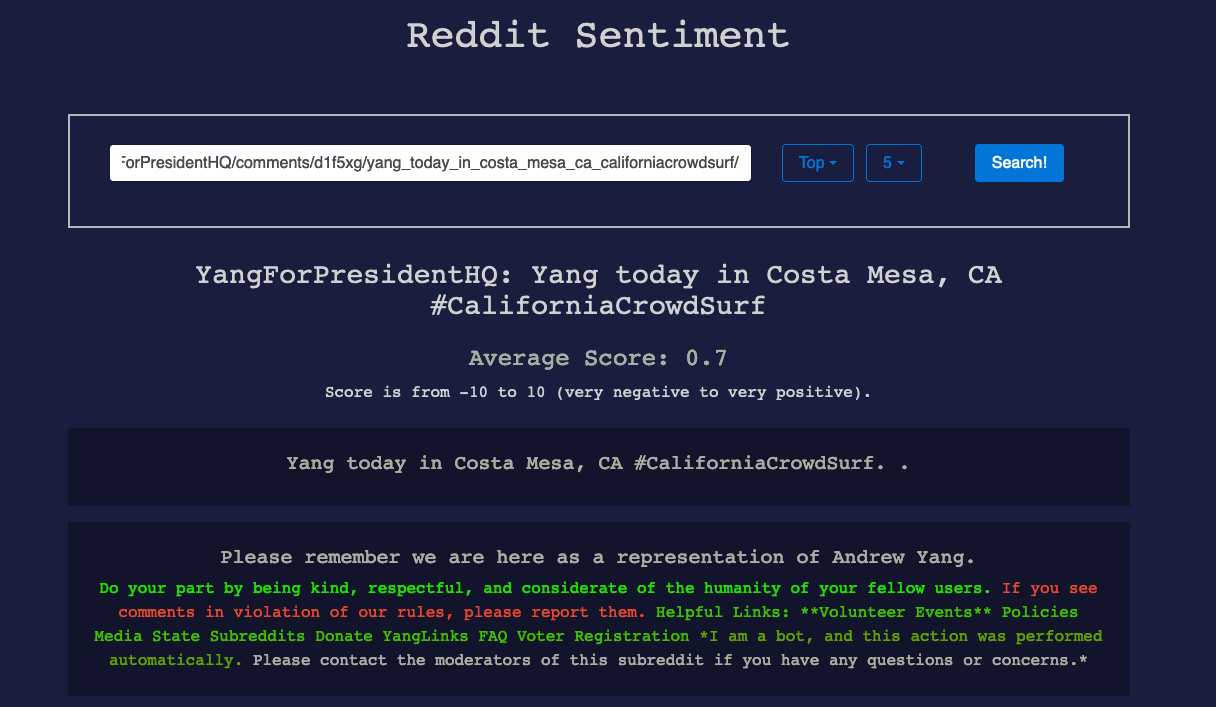 Reddit Sentiment
ForPresidentHQ/comments/d1f5xg/yang_today_in_costa_mesa_ca_californiacrowdsurf/
Top
5
Search!
YangForPresidentHQ: Yang today in Costa Mesa, CA
#CaliforniaCrowdSurf
Average Score: 0.7
Score is from -10 to 10 (very negative to very positive).
Yang today in Costa Mesa, CA #CaliforniaCrowdSurf. .
Please remember we are here as a representation of Andrew Yang.
Do your part by being kind, respectful, and considerate of the humanity of your fellow users. If you see
comments in violation of our rules, please report them. Helpful Links: **Volunteer Events** Policies
Media State Subreddits Donate YangLinks FAQ Voter Registration *I am a bot, and this action was performed
automatically. Please contact the moderators of this subreddit if you have any questions or concerns.*